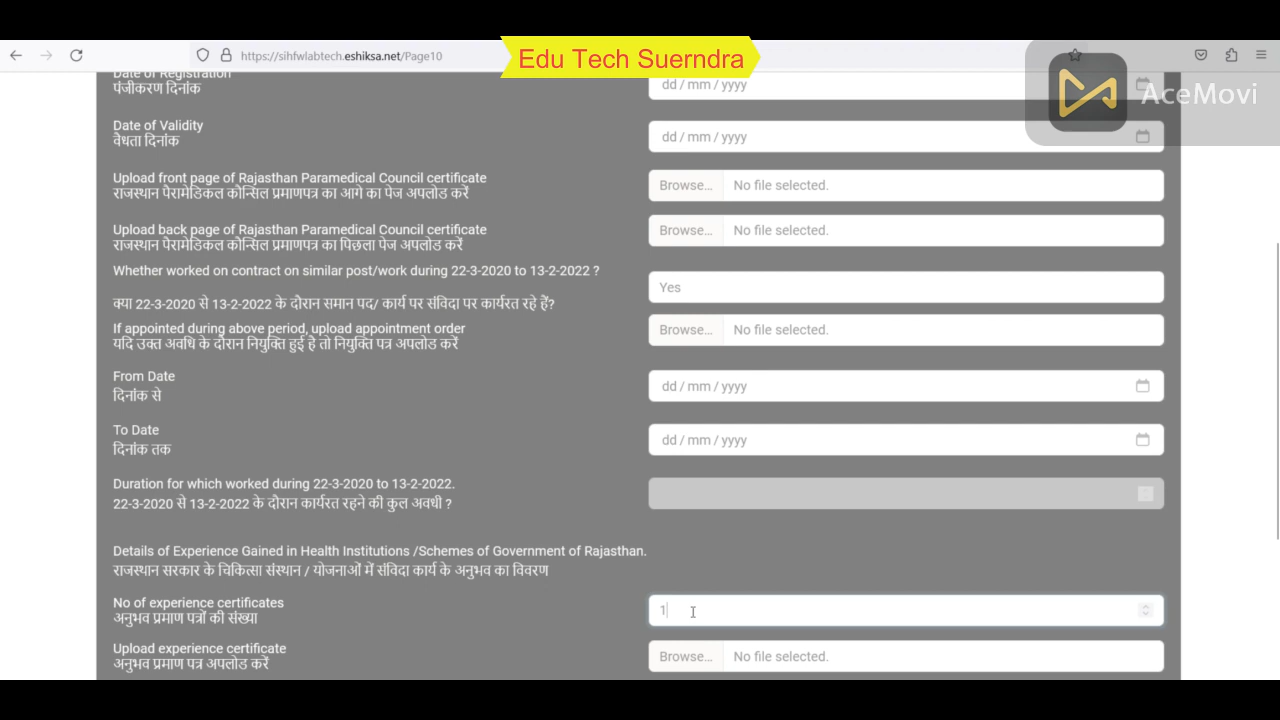 https://sihfwlabtech.eshiksa.net/Page10
Edu Tech Suerndra
AceMovi
Date of Registration
पंजीकरण दिनांक
dd / mm / yyyy
Date of Validity
वैधता दिनांक
dd / mm / yyyy
Upload front page of Rajasthan Paramedical Council certificate
राजस्थान पैरामेडिकल कौन्सिल प्रमाणपत्र का आगे का पेज अपलोड करें
Browse... No file selected.
Upload back page of Rajasthan Paramedical Council certificate
राजस्थान पैरामेडिकल कौन्सिल प्रमाणपत्र का पिछला पेज अपलोड करें
Browse... No file selected.
Whether worked on contract on similar post/work during 22-3-2020 to 13-2-2022 ?
क्या 22-3-2020 से 13-2-2022 के दौरान समान पद/ कार्य पर संविदा पर कार्यरत रहे हैं?
Yes
If appointed during above period, upload appointment order
यदि उक्त अवधि के दौरान नियुक्ति हुई है तो नियुक्ति पत्र अपलोड करें
Browse... No file selected.
From Date
दिनांक से
dd / mm / yyyy
To Date
दिनांक तक
dd / mm / yyyy
Duration for which worked during 22-3-2020 to 13-2-2022.
22-3-2020 से 13-2-2022 के दौरान कार्यरत रहने की कुल अवधी ?
Details of Experience Gained in Health Institutions /Schemes of Government of Rajasthan.
राजस्थान सरकार के चिकित्सा संस्थान / योजनाओं में संविदा कार्य के अनुभव का विवरण
No of experience certificates
अनुभव प्रमाण पत्रों की संख्या
1
Upload experience certificate
अनुभव प्रमाण पत्र अपलोड करें
Browse... No file selected.